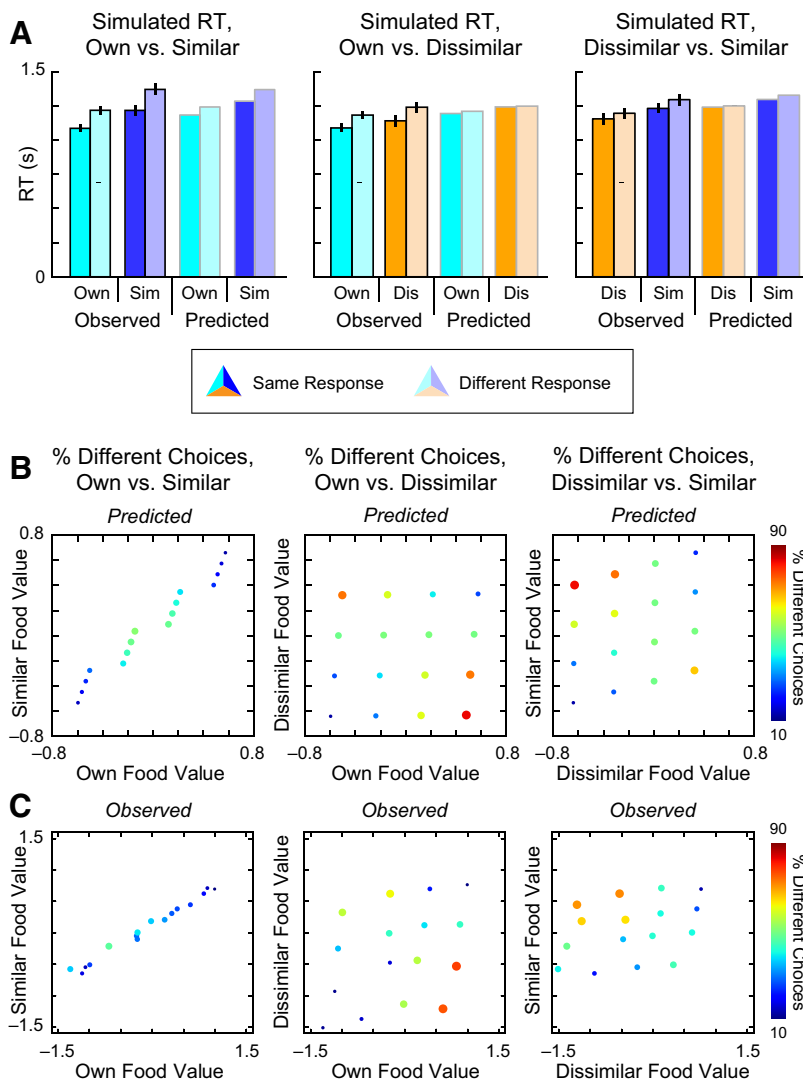 A
Simulated RT,
Own vs. Similar
Simulated RT,
Own vs. Dissimilar
Simulated RT,
Dissimilar vs. Similar
1.5
RT (s)
0
Own Sim Own Sim
Observed Predicted
Own Dis Own Dis
Observed Predicted
Dis Sim Dis Sim
Observed Predicted
Same Response Different Response
B
% Different Choices,
Own vs. Similar
% Different Choices,
Own vs. Dissimilar
% Different Choices,
Dissimilar vs. Similar
Predicted
0.8
Similar Food Value
–0.8
–0.8 0.8
Own Food Value
Predicted
Dissimilar Food Value
–0.8 0.8
Own Food Value
Predicted
Similar Food Value
–0.8 0.8
Dissimilar Food Value
90
% Different Choices
10
C
Observed
1.5
Similar Food Value
–1.5
–1.5 1.5
Own Food Value
Observed
Dissimilar Food Value
–1.5 1.5
Own Food Value
Observed
Similar Food Value
–1.5 1.5
Dissimilar Food Value
90
% Different Choices
10